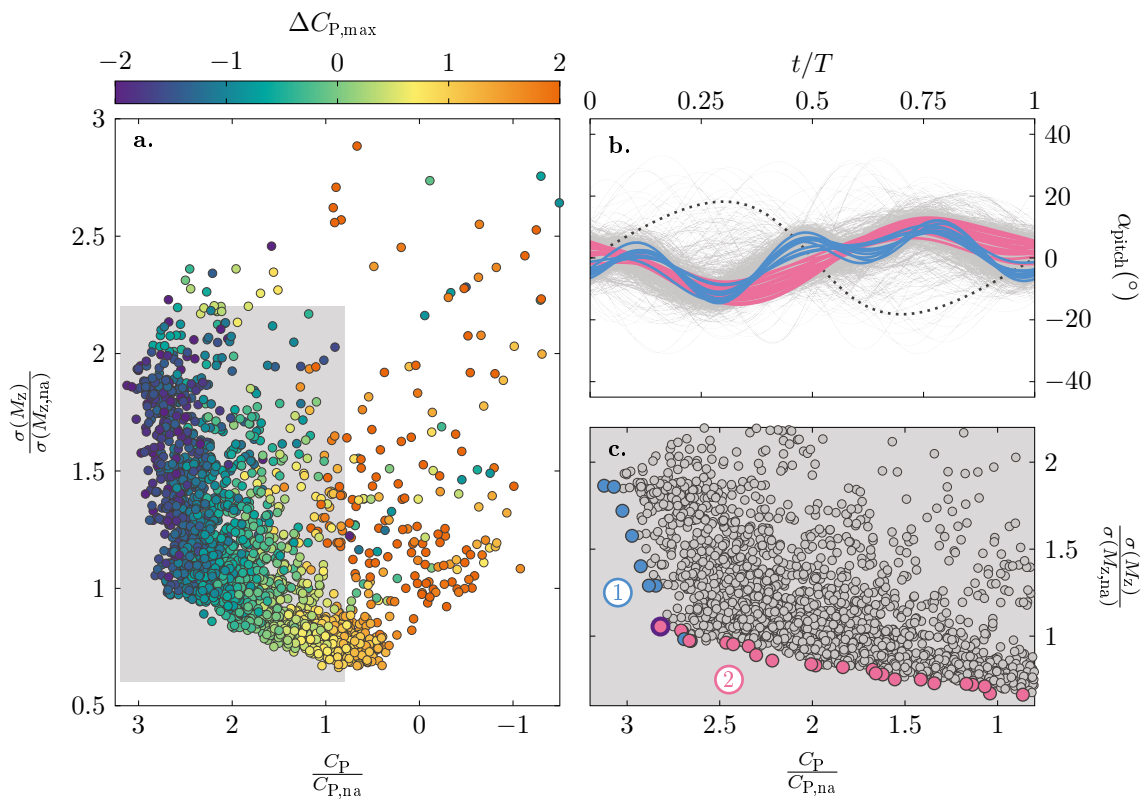 ΔC_P,max
−2 −1 0 1 2
a.
3
2.5
2
1.5
1
0.5
σ(M_Z)
σ(M_Z,na)
3 2 1 0 −1
C_P
C_P,na
t/T
0 0.25 0.5 0.75 1
b.
40
20
0
−20
−40
α_pitch(°)
c.
2
1.5
1
σ(M_Z)
σ(M_Z,na)
1
2
3 2.5 2 1.5 1
C_P
C_P,na